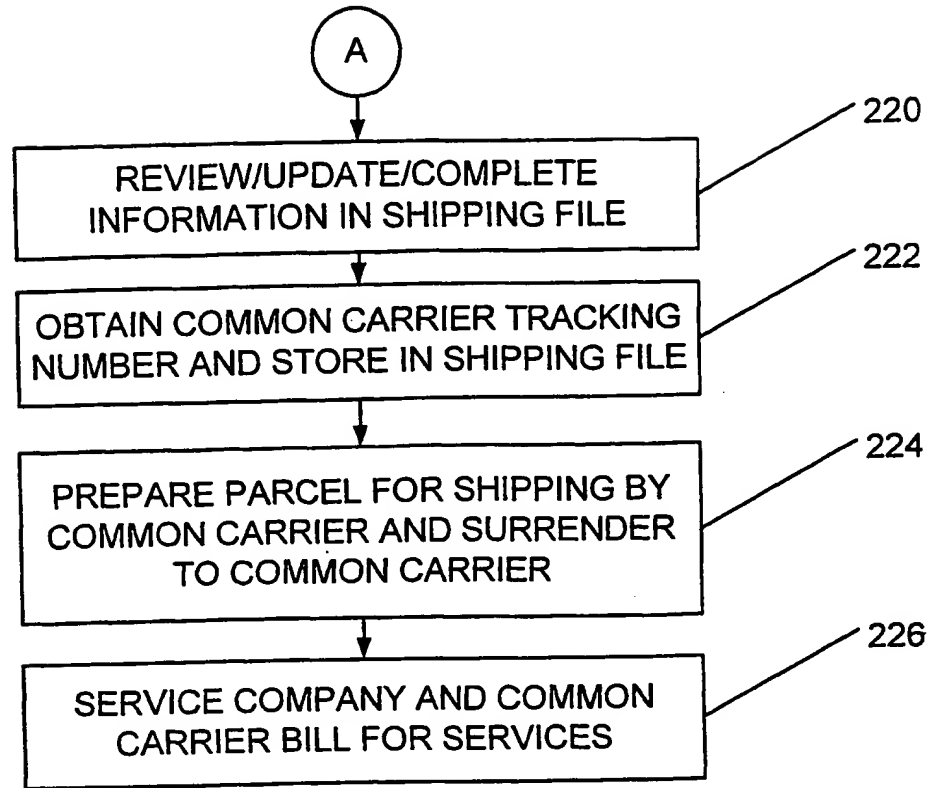 A
220
REVIEW/UPDATE/COMPLETE
INFORMATION IN SHIPPING FILE
222
OBTAIN COMMON CARRIER TRACKING
NUMBER AND STORE IN SHIPPING FILE
224
PREPARE PARCEL FOR SHIPPING BY
COMMON CARRIER AND SURRENDER
TO COMMON CARRIER
226
SERVICE COMPANY AND COMMON
CARRIER BILL FOR SERVICES